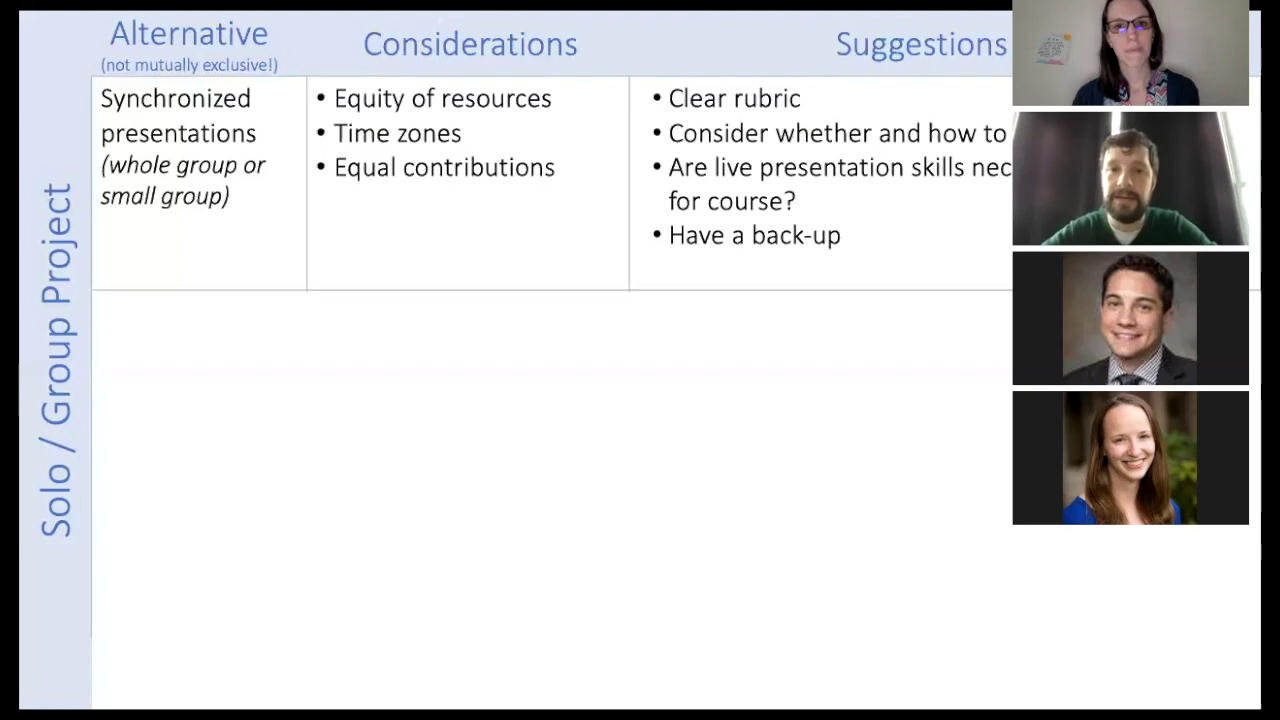 Alternative
(not mutually exclusive!)
Considerations
Suggestions
Solo / Group Project
Synchronized
presentations
(whole group or
small group)
• Equity of resources
• Time zones
• Equal contributions
• Clear rubric
• Consider whether and how to
• Are live presentation skills
for course?
• Have a back-up